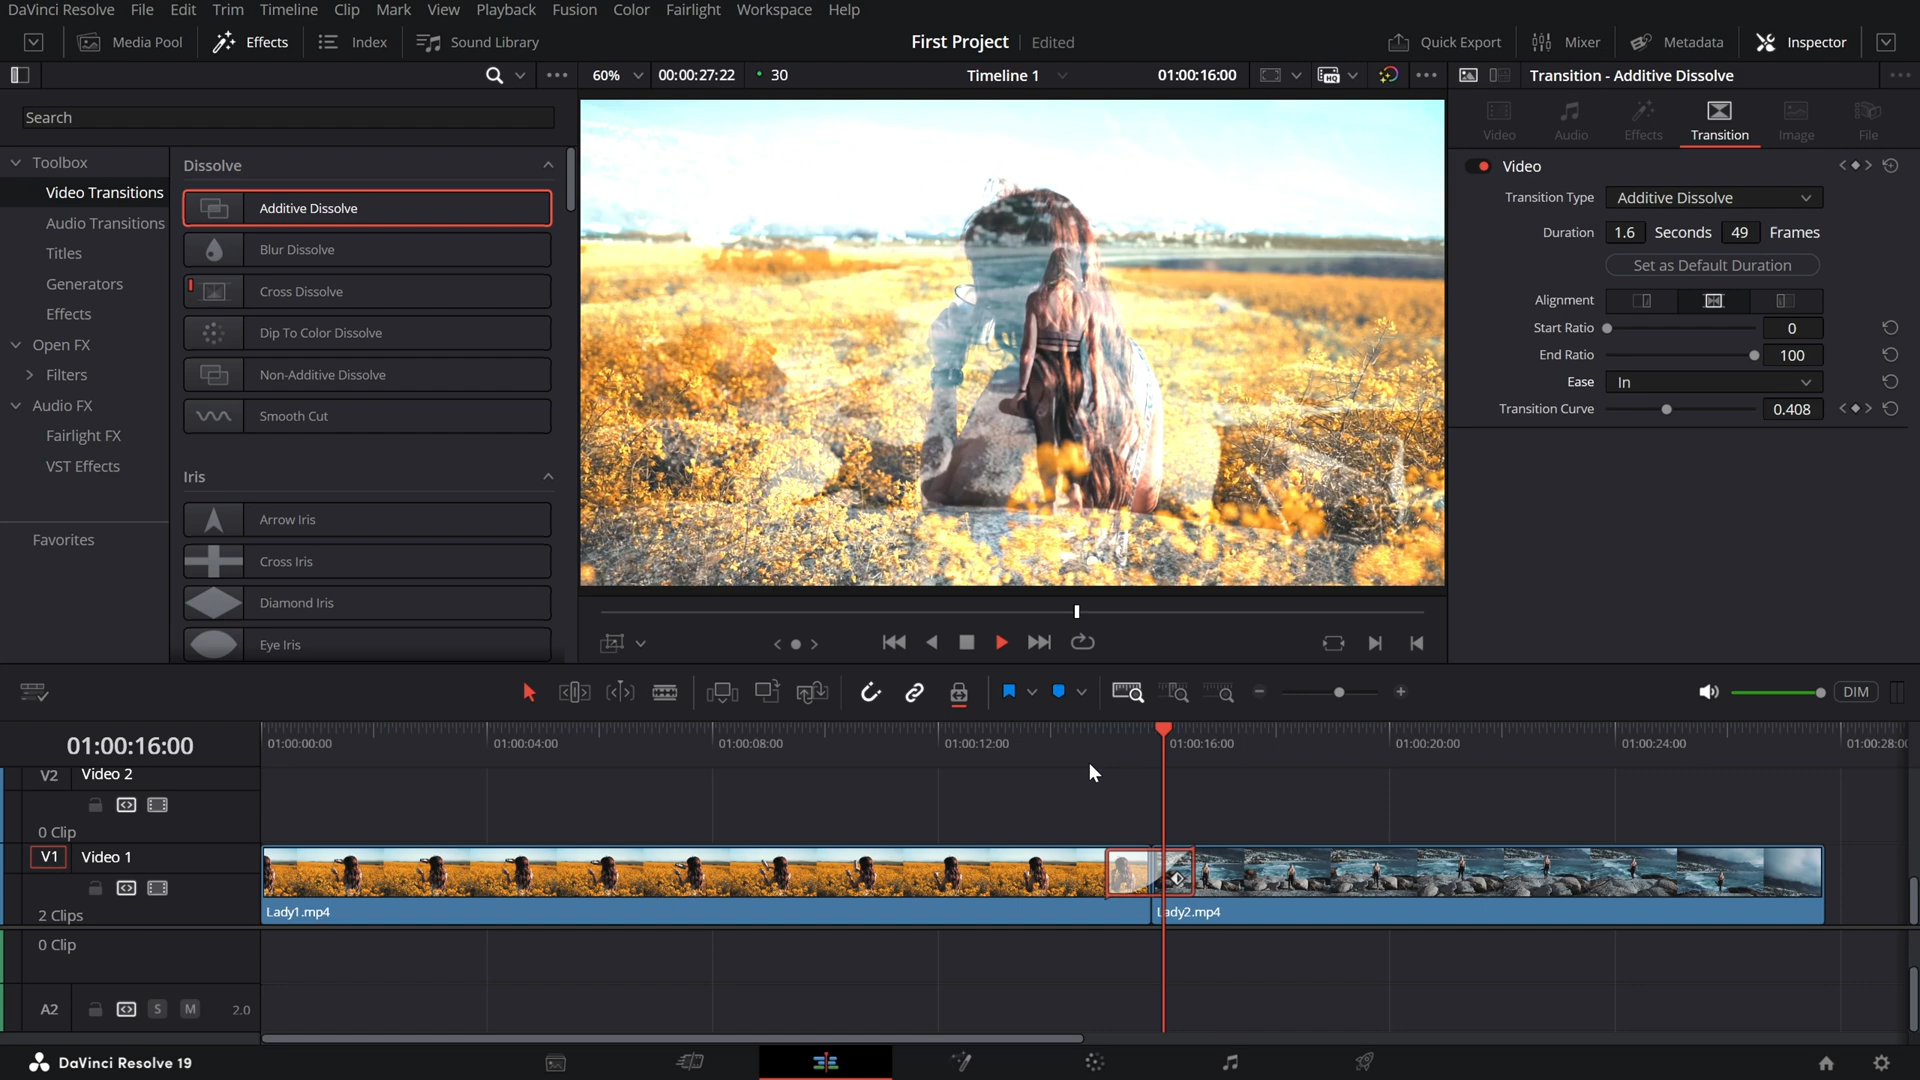 DaVinci Resolve File Edit Trim Timeline Clip Mark View Playback Fusion Color Fairlight Workspace Help
Media Pool Effects Index Sound Library First Project Edited Quick Export Mixer Metadata Inspector
60% 00:00:27:22 30 Timeline 1 01:00:16:00 HQ Transition - Additive Dissolve
Search
Video Audio Effects Transition Image File
Toolbox
Video Transitions
Audio Transitions
Titles
Generators
Effects
Open FX
Filters
Audio FX
Fairlight FX
VST Effects
Favorites
Dissolve
Additive Dissolve
Blur Dissolve
Cross Dissolve
Dip To Color Dissolve
Non-Additive Dissolve
Smooth Cut
Iris
Arrow Iris
Cross Iris
Diamond Iris
Eye Iris
Video
Transition Type Additive Dissolve
Duration 1.6 Seconds 49 Frames
Set as Default Duration
Alignment
Start Ratio 0
End Ratio 100
Ease In
Transition Curve 0.408
DIM
01:00:16:00
01:00:00:00 01:00:04:00 01:00:08:00 01:00:12:00 01:00:16:00 01:00:20:00 01:00:24:00 01:00:28:00
V2 Video 2
0 Clip
V1 Video 1
2 Clips
Lady1.mp4 Lady2.mp4
0 Clip
A2 S M 2.0
DaVinci Resolve 19